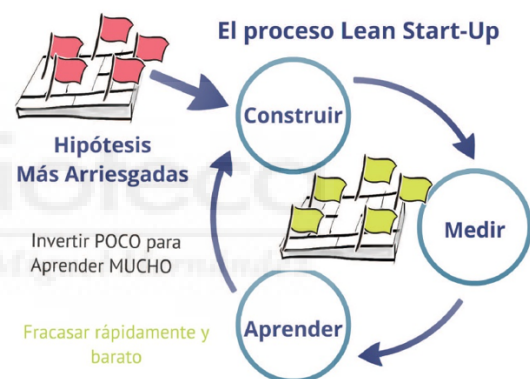 El proceso Lean Start-Up
Construir
Hipótesis
Más Arriesgadas
Medir
Invertir POCO para
Aprender MUCHO
Aprender
Fracasar rápidamente y
barato